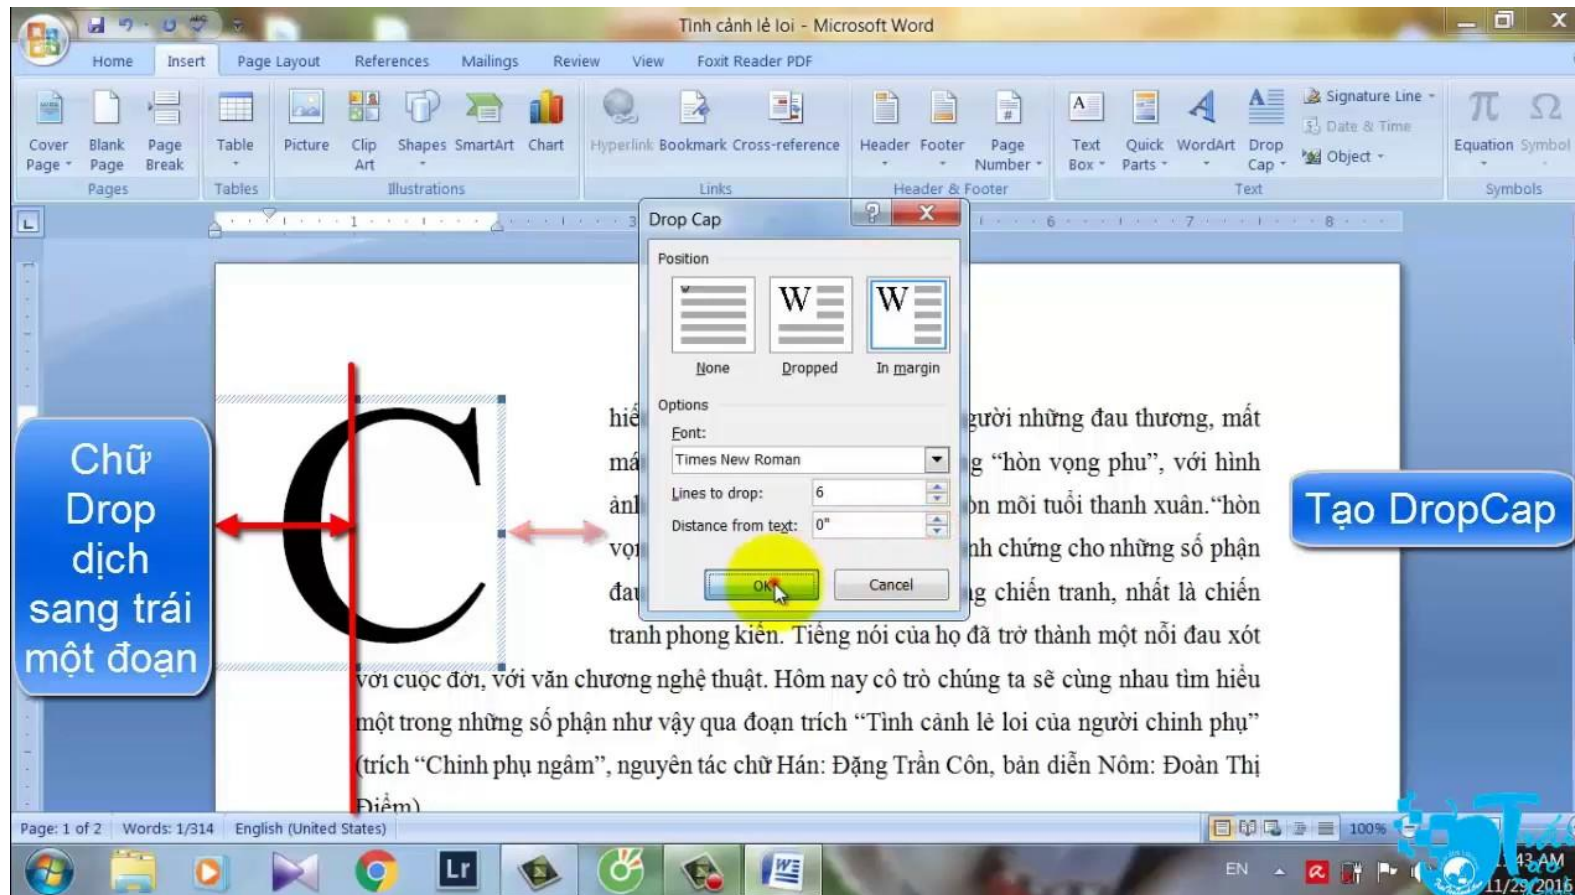 Tình cảnh lẻ loi - Microsoft Word
Home Insert Page Layout References Mailings Review View Foxit Reader PDF
Cover Page
Blank Page
Page Break
Table
Picture
Clip Art
Shapes
SmartArt
Chart
Hyperlink
Bookmark
Cross-reference
Header
Footer
Page Number
Text Box
Quick Parts
WordArt
Drop Cap
Signature Line
Date & Time
Object
Equation
Symbol
Pages Tables Illustrations Links Header & Footer Text Symbols
L 1 3 6 7 8
Drop Cap
Position
W W
None Dropped In margin
Options
Font:
Times New Roman
Lines to drop: 6
Distance from text: 0"
OK Cancel
Chữ
Drop
dịch
sang trái
một đoạn
Tạo DropCap
C
những đau thương, mất
“hòn vọng phu”, với hình
mõi tuổi thanh xuân.“hòn
chứng cho những số phận
chiến tranh, nhất là chiến
tranh phong kiến. Tiếng nói của họ đã trở thành một nỗi đau xót
với cuộc đời, với văn chương nghệ thuật. Hôm nay cô trò chúng ta sẽ cùng nhau tìm hiểu
một trong những số phận như vậy qua đoạn trích “Tình cảnh lẻ loi của người chinh phụ”
(trích “Chinh phụ ngâm”, nguyên tác chữ Hán: Đặng Trần Côn, bản diễn Nôm: Đoàn Thị
Điểm)
Page: 1 of 2 Words: 1/314 English (United States) 100%
Lr EN
11/29/2016